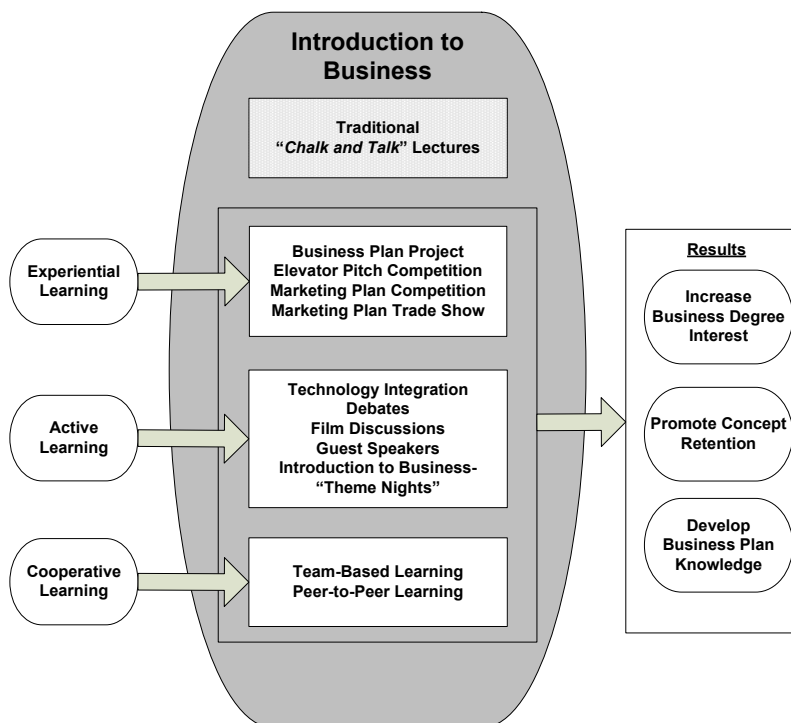 Introduction to
Business
Traditional
“Chalk and Talk” Lectures
Experiential
Learning
Business Plan Project
Elevator Pitch Competition
Marketing Plan Competition
Marketing Plan Trade Show
Active
Learning
Technology Integration
Debates
Film Discussions
Guest Speakers
Introduction to Business-
“Theme Nights”
Cooperative
Learning
Team-Based Learning
Peer-to-Peer Learning
Results
Increase
Business Degree
Interest
Promote Concept
Retention
Develop
Business Plan
Knowledge